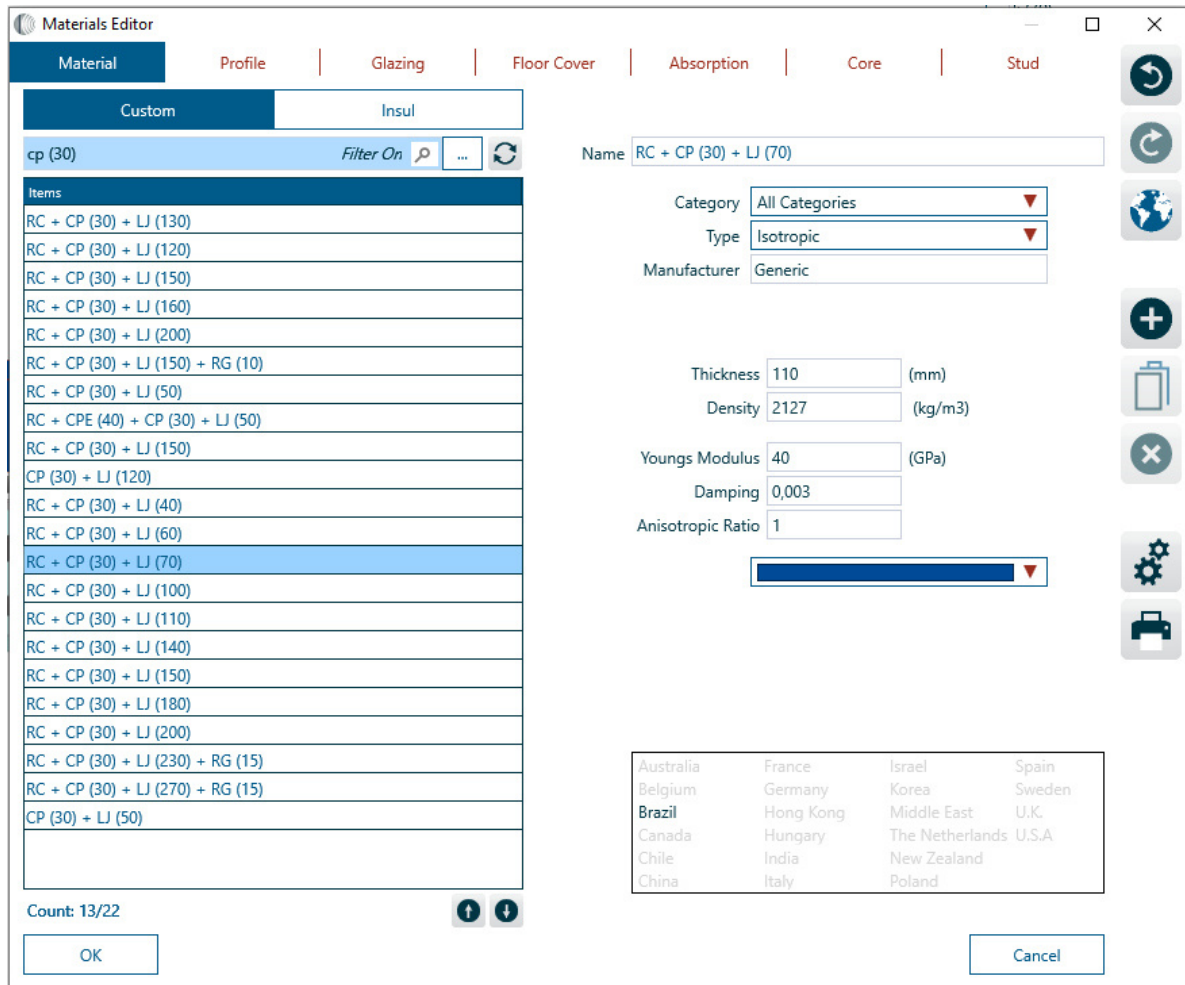 Materials Editor
Material Profile Glazing Floor Cover Absorption Core Stud
Custom Insul
cp (30) Filter On ...
Items
RC + CP (30) + LJ (130)
RC + CP (30) + LJ (120)
RC + CP (30) + LJ (150)
RC + CP (30) + LJ (160)
RC + CP (30) + LJ (200)
RC + CP (30) + LJ (150) + RG (10)
RC + CP (30) + LJ (50)
RC + CPE (40) + CP (30) + LJ (50)
RC + CP (30) + LJ (150)
CP (30) + LJ (120)
RC + CP (30) + LJ (40)
RC + CP (30) + LJ (60)
RC + CP (30) + LJ (70)
RC + CP (30) + LJ (100)
RC + CP (30) + LJ (110)
RC + CP (30) + LJ (140)
RC + CP (30) + LJ (150)
RC + CP (30) + LJ (180)
RC + CP (30) + LJ (200)
RC + CP (30) + LJ (230) + RG (15)
RC + CP (30) + LJ (270) + RG (15)
CP (30) + LJ (50)
Count: 13/22
OK
Name RC + CP (30) + LJ (70)
Category All Categories
Type Isotropic
Manufacturer Generic
Thickness 110 (mm)
Density 2127 (kg/m3)
Youngs Modulus 40 (GPa)
Damping 0,003
Anisotropic Ratio 1
Australia France Israel Spain
Belgium Germany Korea Sweden
Brazil Hong Kong Middle East U.K.
Canada Hungary The Netherlands U.S.A
Chile India New Zealand
China Italy Poland
Cancel